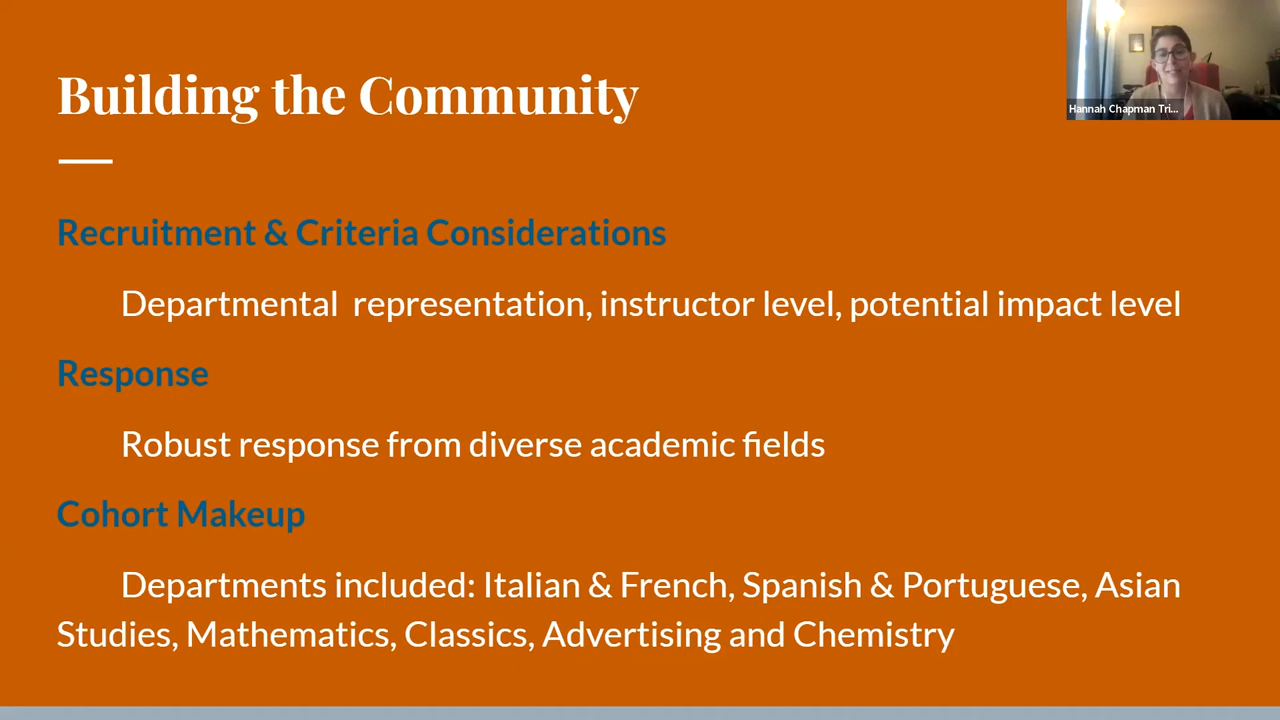 Building the Community
Hannah Chapman Tri...
Recruitment & Criteria Considerations
Departmental representation, instructor level, potential impact level
Response
Robust response from diverse academic fields
Cohort Makeup
Departments included: Italian & French, Spanish & Portuguese, Asian
Studies, Mathematics, Classics, Advertising and Chemistry